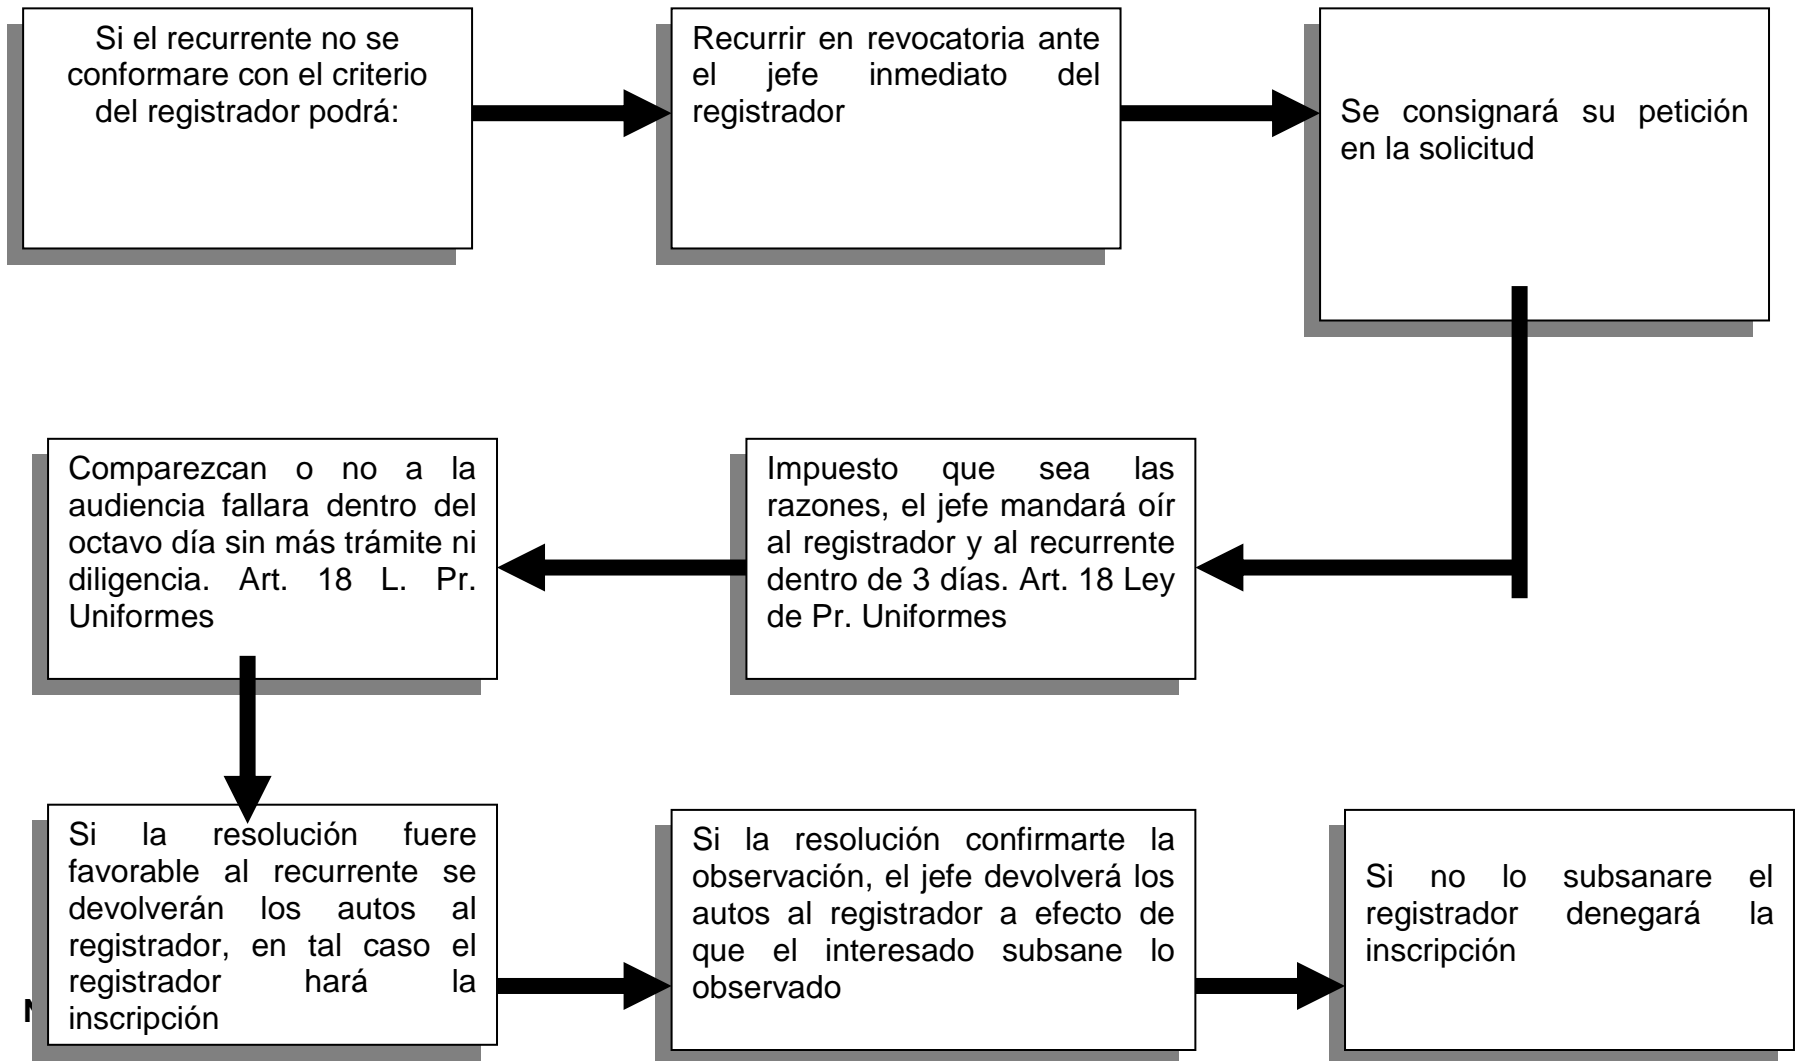 Si el recurrente no se
conformare con el criterio
del registrador podrá:
Recurrir en revocatoria ante
el jefe inmediato del
registrador
Se consignará su petición
en la solicitud
Impuesto que sea las
razones, el jefe mandará oír
al registrador y al recurrente
dentro de 3 días. Art. 18 Ley
de Pr. Uniformes
Comparezcan o no a la
audiencia fallara dentro del
octavo día sin más trámite ni
diligencia. Art. 18 L. Pr.
Uniformes
Si la resolución fuere
favorable al recurrente se
devolverán los autos al
registrador, en tal caso el
registrador hará la
inscripción
Si la resolución confirmarte la
observación, el jefe devolverá los
autos al registrador a efecto de
que el interesado subsane lo
observado
Si no lo subsanare el
registrador denegará la
inscripción